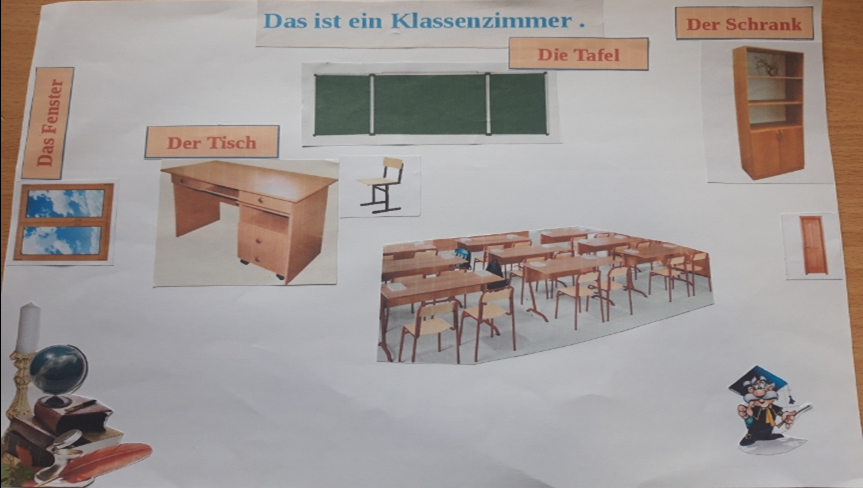 Das ist ein Klassenzimmer .
Der Schrank
Die Tafel
Das Fenster
Der Tisch